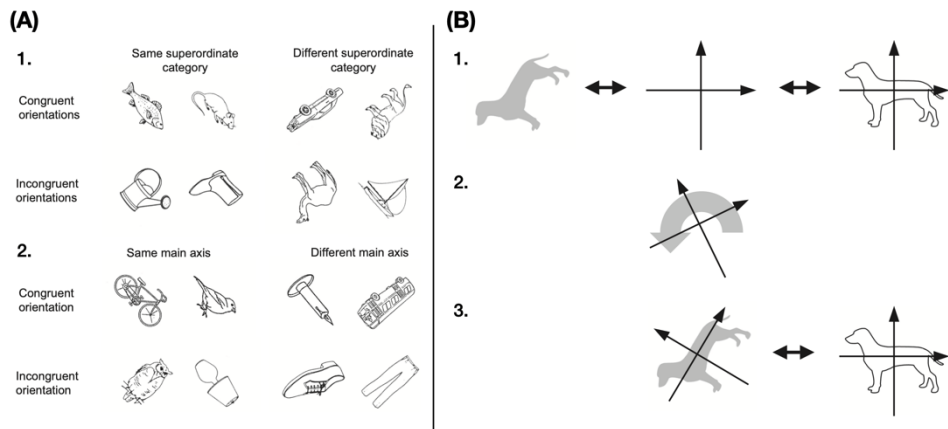 (A)
1.
Same superordinate
category
Different superordinate
category
Congruent
orientations
Incongruent
orientations
2.
Same main axis
Different main axis
Congruent
orientation
Incongruent
orientation
(B)
1.
2.
3.